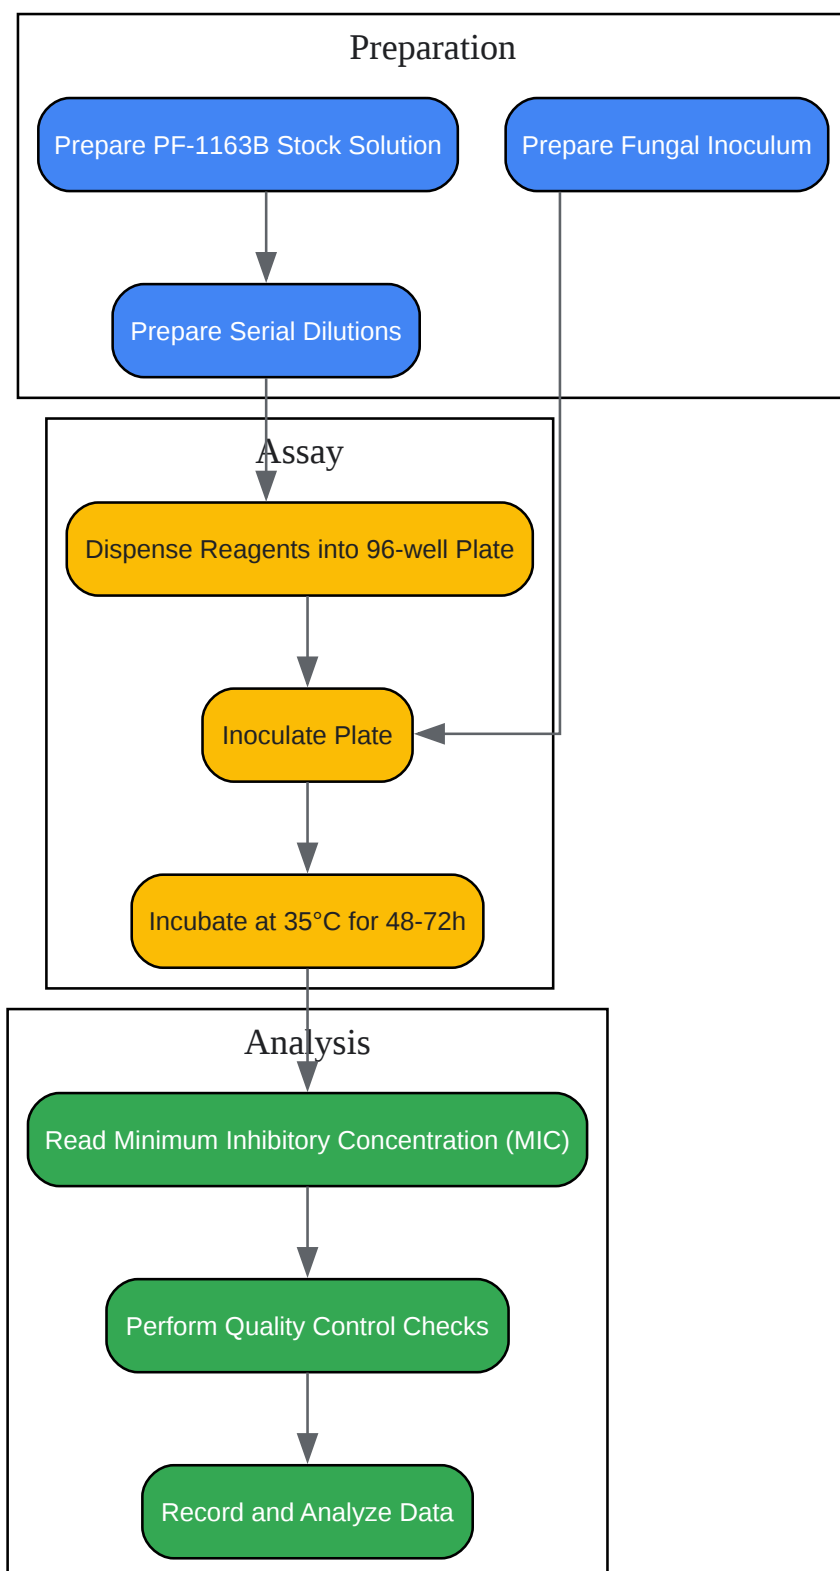 Preparation
Prepare PF-1163B Stock Solution
Prepare Fungal Inoculum
Prepare Serial Dilutions
Assay
Dispense Reagents into 96-well Plate
Inoculate Plate
Incubate at 35°C for 48-72h
Analysis
Read Minimum Inhibitory Concentration (MIC)
Perform Quality Control Checks
Record and Analyze Data